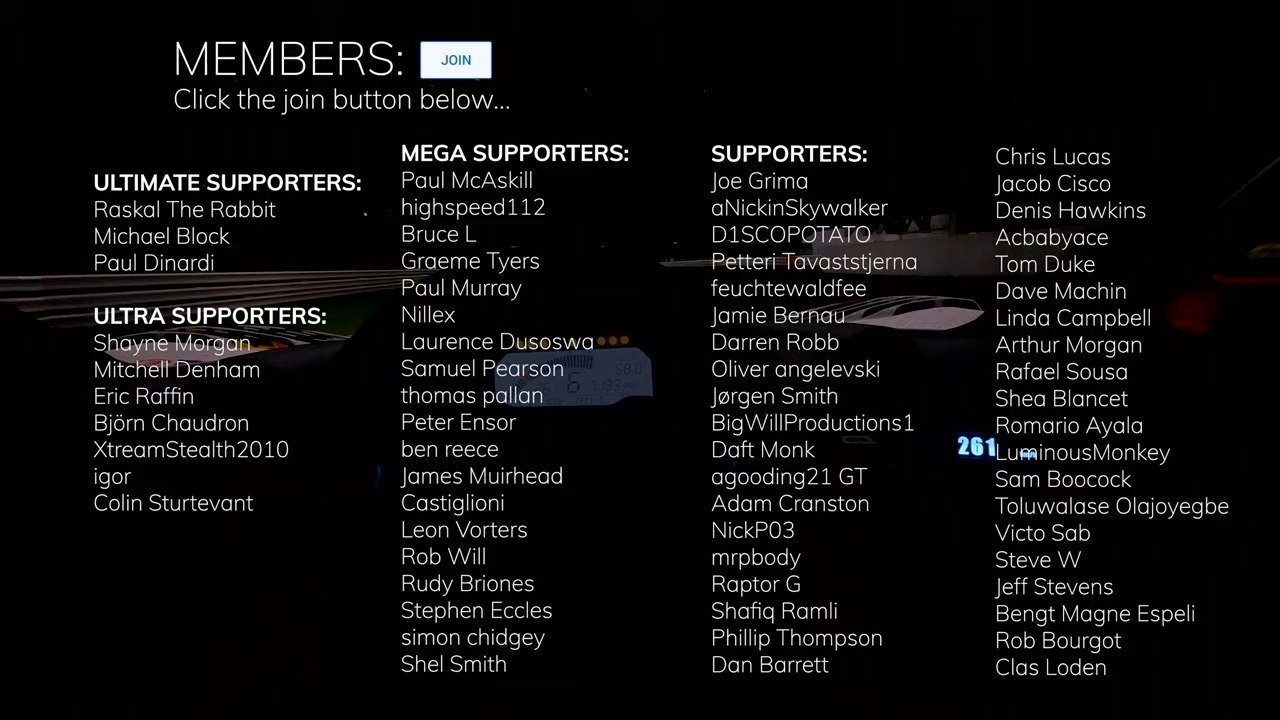 MEMBERS: JOIN
Click the join button below...
ULTIMATE SUPPORTERS:
Raskal The Rabbit
Michael Block
Paul Dinardi
ULTRA SUPPORTERS:
Shayne Morgan
Mitchell Denham
Eric Raffin
Björn Chaudron
XtreamStealth2010
igor
Colin Sturtevant
MEGA SUPPORTERS:
Paul McAskill
highspeed112
Bruce L
Graeme Tyers
Paul Murray
Nillex
Laurence Dusoswa
Samuel Pearson
thomas pallan
Peter Ensor
ben reece
James Muirhead
Castiglioni
Leon Vorters
Rob Will
Rudy Briones
Stephen Eccles
simon chidgey
Shel Smith
SUPPORTERS:
Joe Grima
aNickinSkywalker
D1SCOPOTATO
Petteri Tavaststjerna
feuchtewaldfee
Jamie Bernau
Darren Robb
Oliver angelevski
Jørgen Smith
BigWillProductions1
Daft Monk
agooding21 GT
Adam Cranston
NickP03
mrpbody
Raptor G
Shafiq Ramli
Phillip Thompson
Dan Barrett
Chris Lucas
Jacob Cisco
Denis Hawkins
Acbabyace
Tom Duke
Dave Machin
Linda Campbell
Arthur Morgan
Rafael Sousa
Shea Blancet
Romario Ayala
LuminousMonkey
Sam Boocock
Toluwalase Olajoyegbe
Victo Sab
Steve W
Jeff Stevens
Bengt Magne Espeli
Rob Bourgot
Clas Loden
58.0
6
261